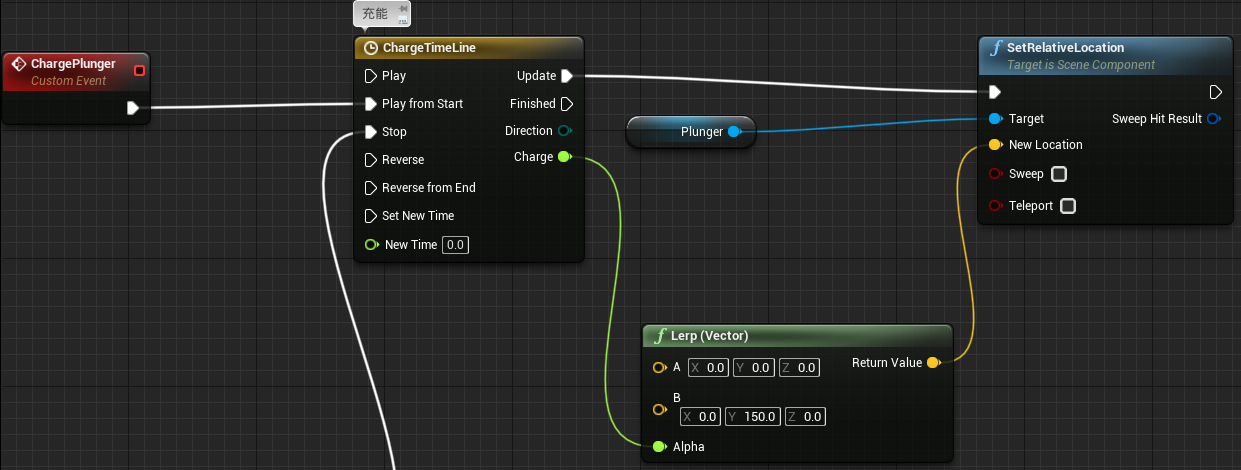 充能
ChargePlunger
Custom Event
ChargeTimeLine
Play
Update
Play from Start
Finished
Stop
Direction
Reverse
Charge
Reverse from End
Set New Time
New Time 0.0
Plunger
f SetRelativeLocation
Target is Scene Component
Target
Sweep Hit Result
New Location
Sweep
Teleport
f Lerp (Vector)
A X 0.0 Y 0.0 Z 0.0
Return Value
B
X 0.0 Y 150.0 Z 0.0
Alpha